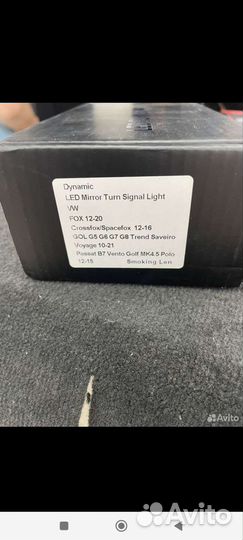 Dynamic
LED Mirror Turn Signal Light
VW
FOX 12-20
Crossfox/Spacefox 12-16
GOL G5 G6 G7 G8 Trend Saveiro
Voyage 10-21
Passat B7 Vento Golf MK4.5 Polo
12-15 Smoking Len
Avito
Avito